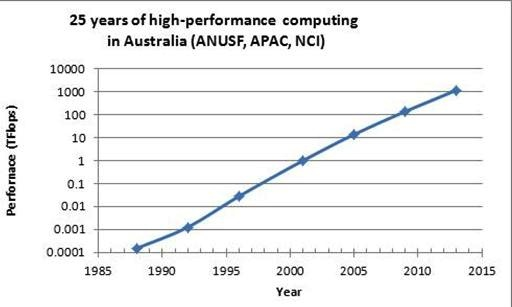 25 years of high-performance computing
in Australia (ANUSF, APAC, NCI)
Performace (TFlops)
10000
1000
100
10
1
0.1
0.01
0.001
0.0001
1985 1990 1995 2000 2005 2010 2015
Year